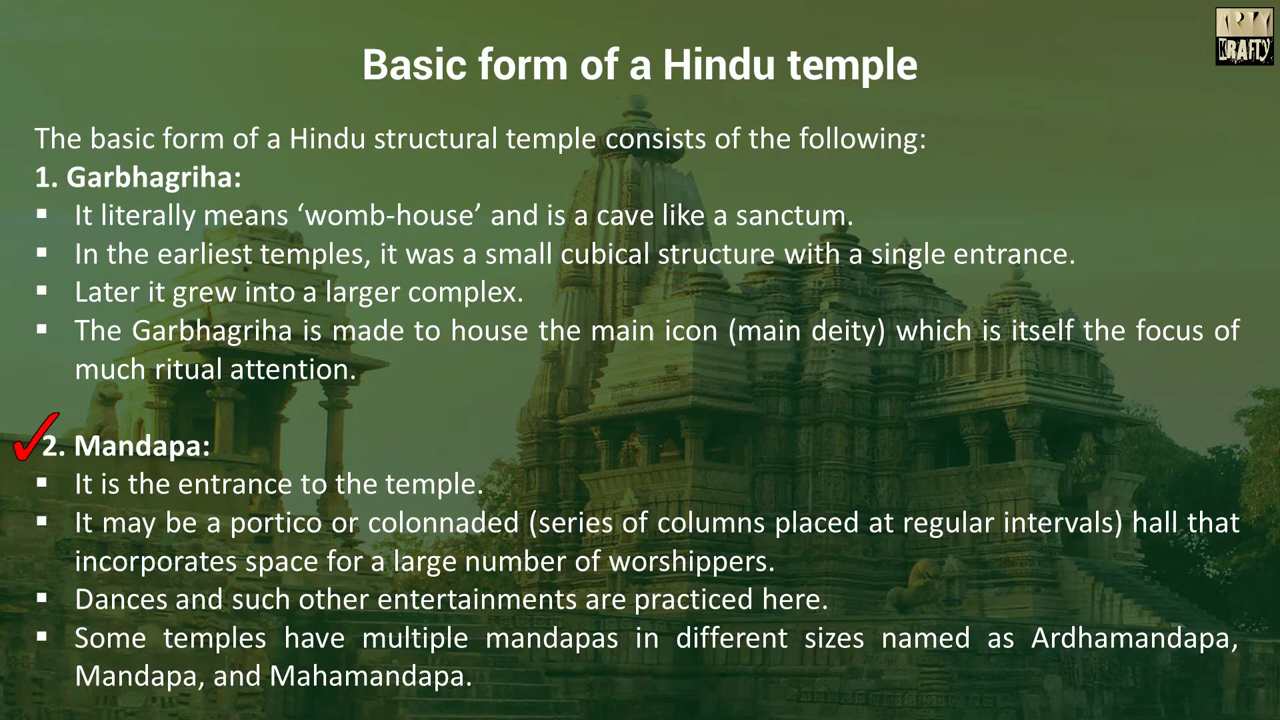 ARTY
KRAFTY
Basic form of a Hindu temple
The basic form of a Hindu structural temple consists of the following:
1. Garbhagriha:
▪ It literally means ‘womb-house’ and is a cave like a sanctum.
▪ In the earliest temples, it was a small cubical structure with a single entrance.
▪ Later it grew into a larger complex.
▪ The Garbhagriha is made to house the main icon (main deity) which is itself the focus of
much ritual attention.
2. Mandapa:
▪ It is the entrance to the temple.
▪ It may be a portico or colonnaded (series of columns placed at regular intervals) hall that
incorporates space for a large number of worshippers.
▪ Dances and such other entertainments are practiced here.
▪ Some temples have multiple mandapas in different sizes named as Ardhamandapa,
Mandapa, and Mahamandapa.